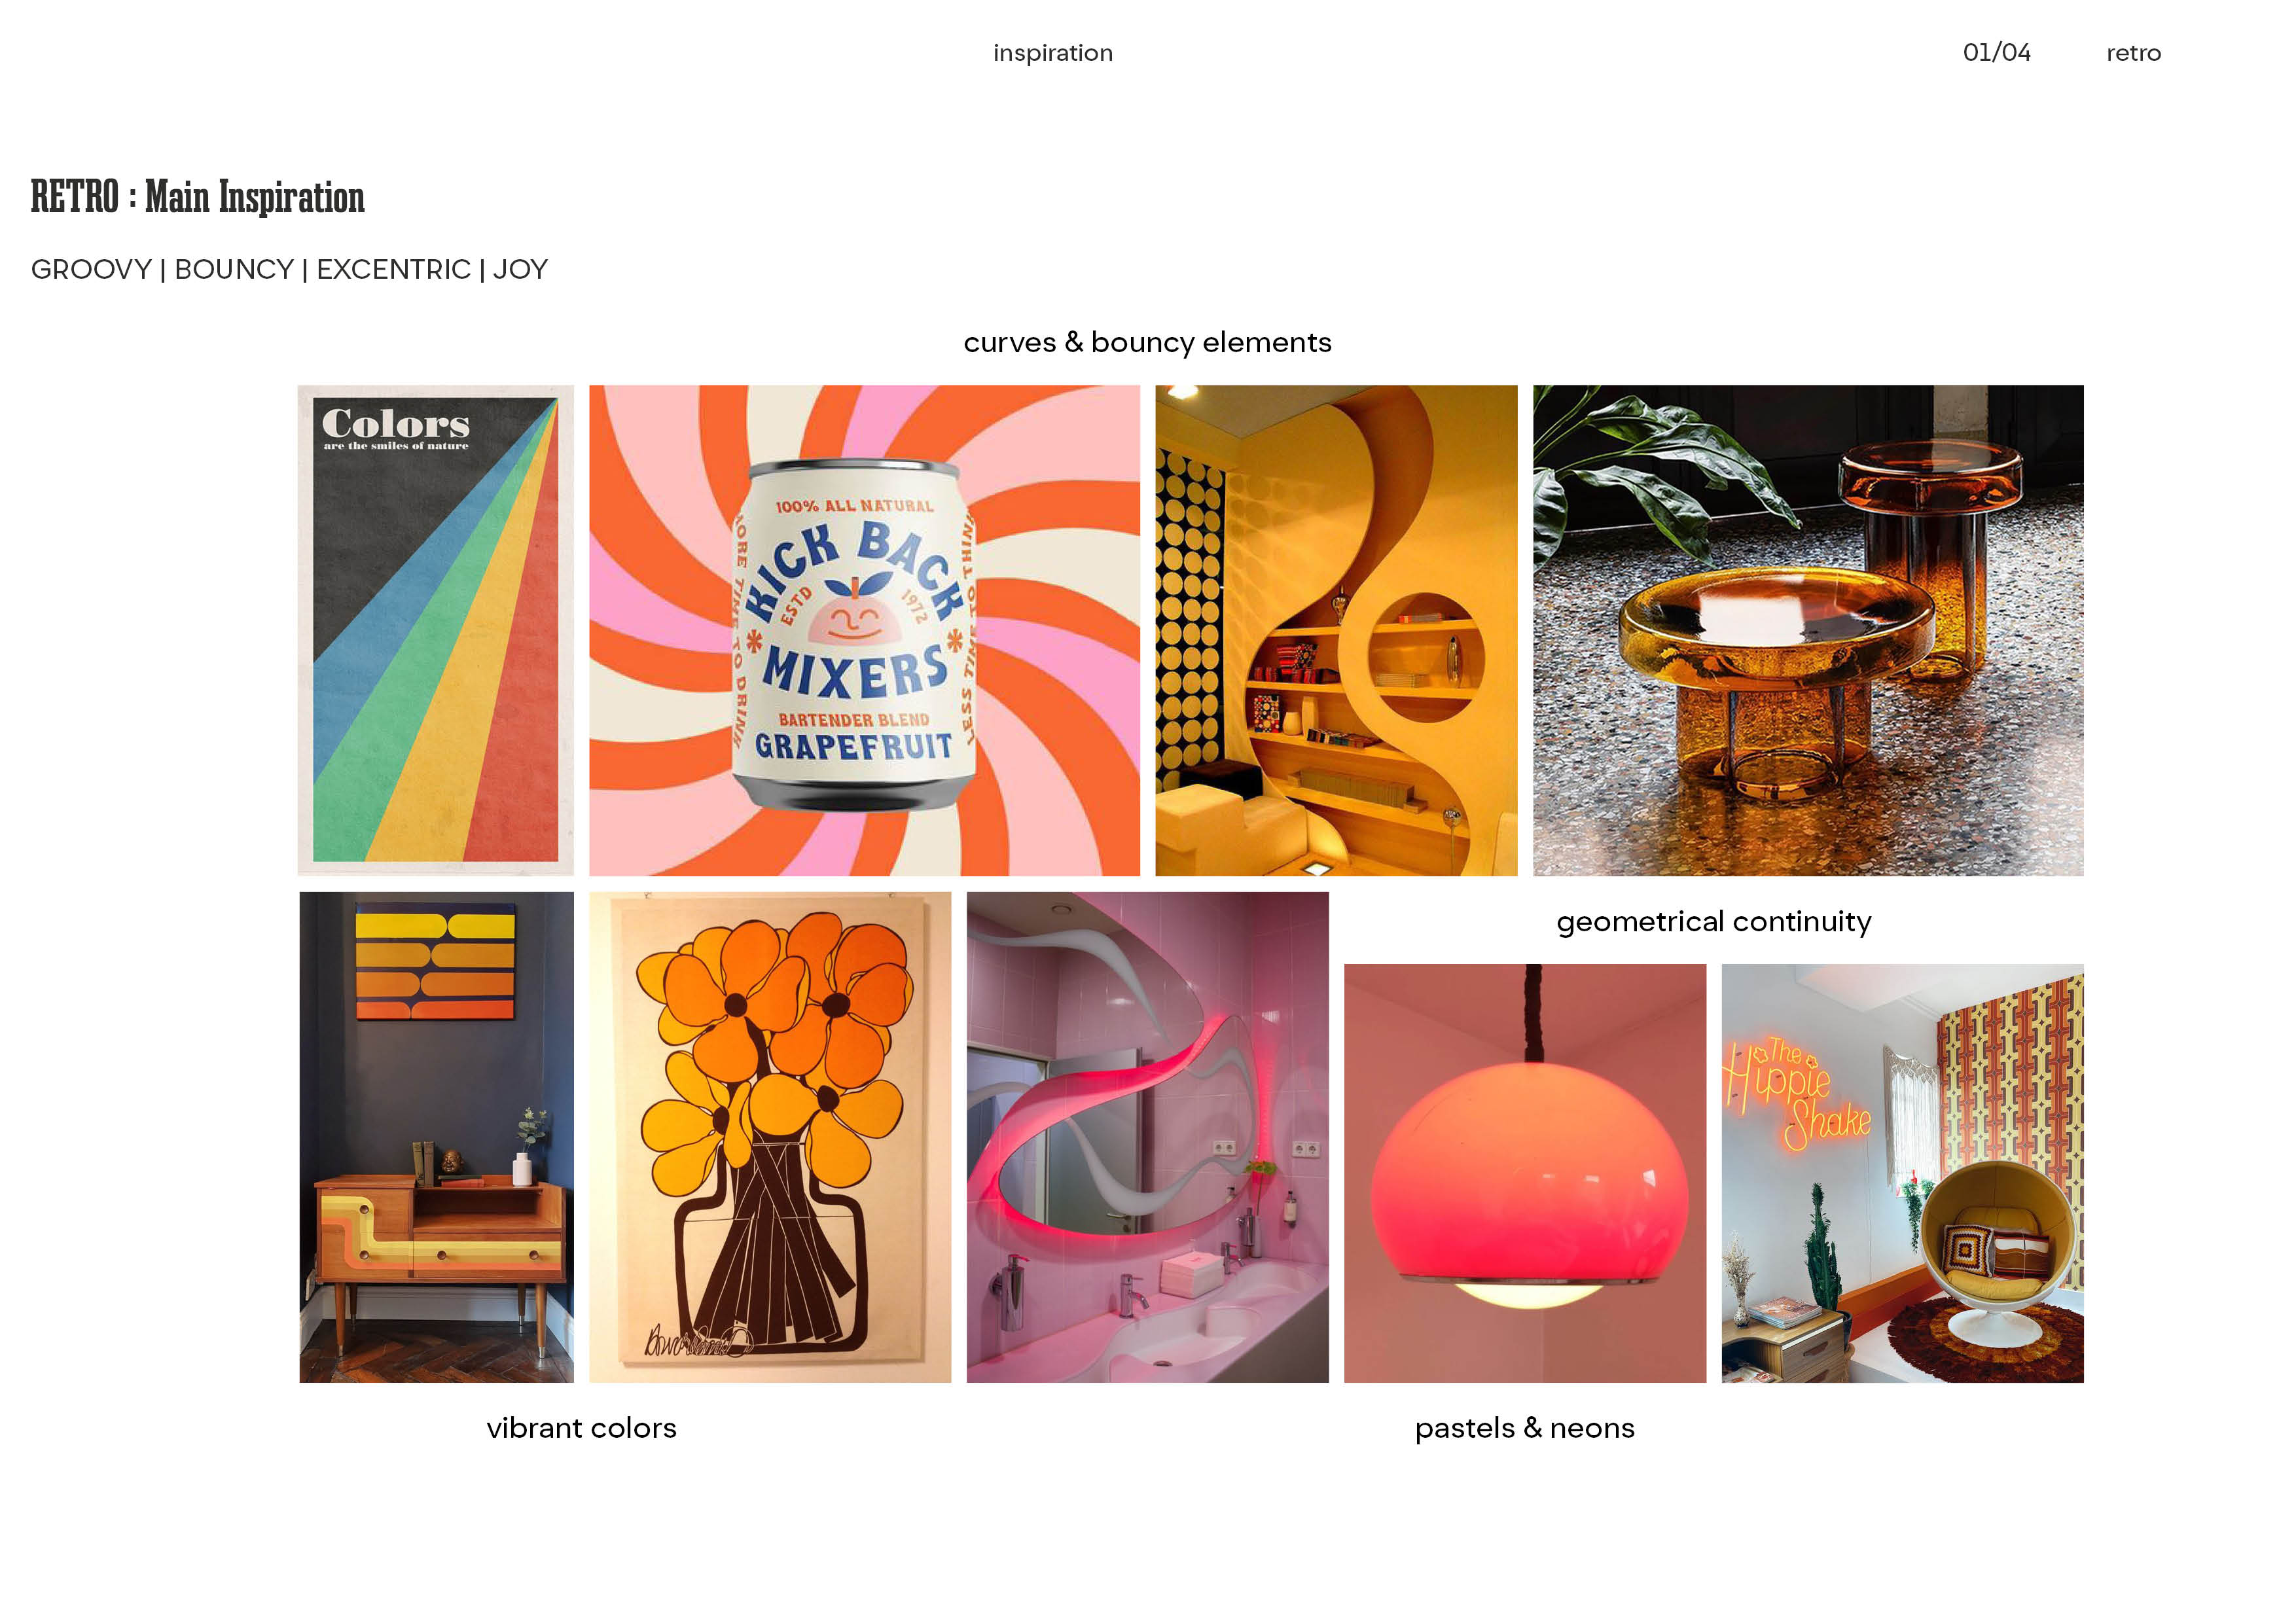 inspiration
01/04
retro
RETRO : Main Inspiration
GROOVY | BOUNCY | EXCENTRIC | JOY
curves & bouncy elements
Colors
are the smiles of nature
100% ALL NATURAL
KICK BACK
ESTD
1972
MIXERS
BARTENDER BLEND
GRAPEFRUIT
MORE TIME TO DRINK
LESS TIME TO THINK
geometrical continuity
The
Hippie
Shake
vibrant colors
pastels & neons